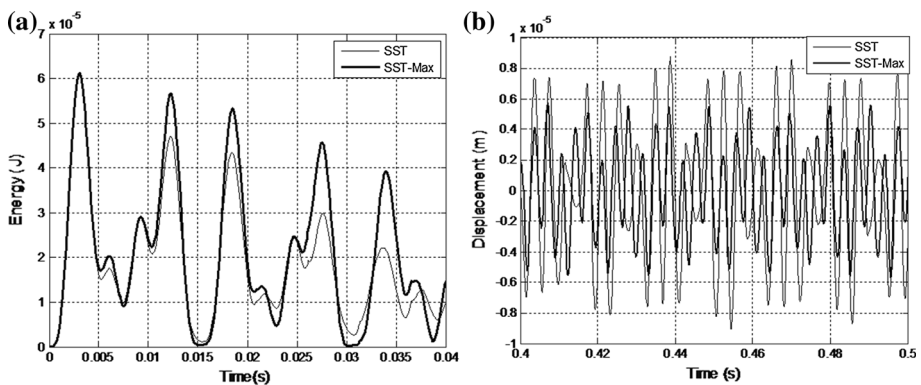 (a)
x 10⁻⁵
SST
SST-Max
Energy (J)
7
6
5
4
3
2
1
0
0 0.005 0.01 0.015 0.02 0.025 0.03 0.035 0.04
Time(s)
(b)
x 10⁻⁵
SST
SST-Max
Displacement (m)
1
0.8
0.6
0.4
0.2
0
-0.2
-0.4
-0.6
-0.8
-1
0.4 0.42 0.44 0.46 0.48 0.5
Time (s)